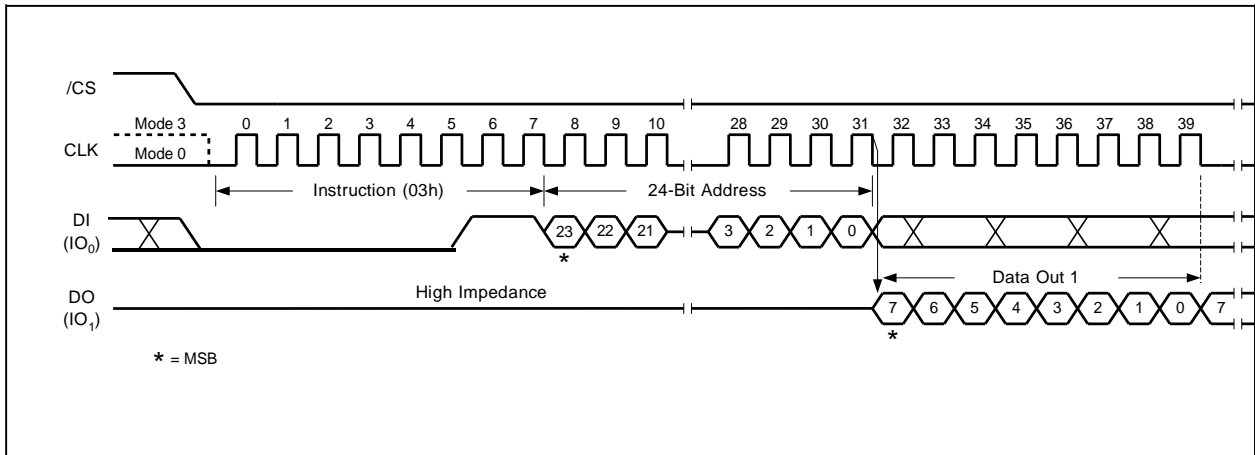 /CS
Mode 3
0 1 2 3 4 5 6 7 8 9 10 28 29 30 31 32 33 34 35 36 37 38 39
CLK
Mode 0
Instruction (03h) 24-Bit Address
DI
(IO0)
23 22 21 3 2 1 0
*
High Impedance
Data Out 1
DO
(IO1)
7 6 5 4 3 2 1 0 7
*
* = MSB